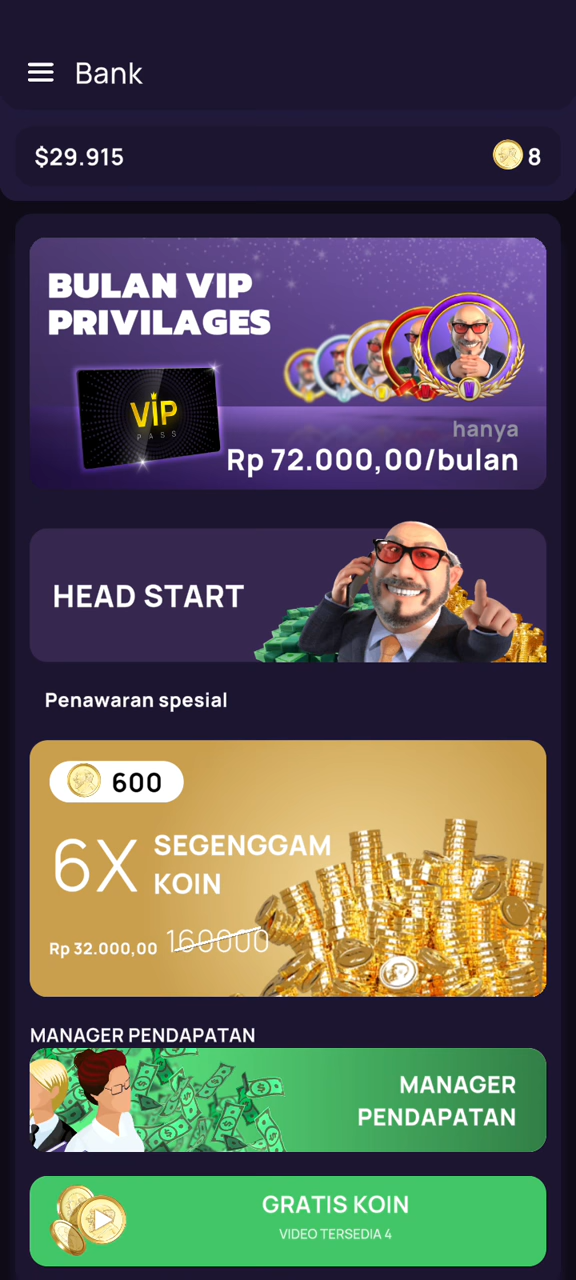 Bank
$29.915
8
BULAN VIP
PRIVILAGES
VIP
PASS
hanya
Rp 72.000,00/bulan
HEAD START
Penawaran spesial
600
6X SEGENGGAM
KOIN
Rp 32.000,00 160000
MANAGER PENDAPATAN
MANAGER
PENDAPATAN
GRATIS KOIN
VIDEO TERSEDIA 4